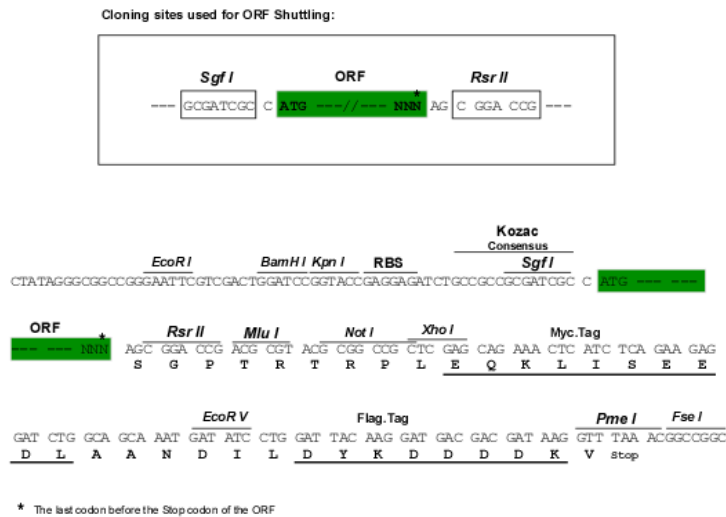 Cloning sites used for ORF Shuttling:
Sgf I ORF Rsr II
*
--- GCGATCGC C ATG ---//--- NNN AG C GGA CCG ---
Kozac
Consensus
EcoR I BamH I Kpn I RBS Sgf I
CTATAGGGCGGCCGGGAATTCGTCGACTGGATCCGGTACCGAGGAGATCTGCCGCCGCGATCGC C ATG --- ---
ORF
* Rsr II Mlu I Not I Xho I Myc.Tag
--- --- NNN AGC GGA CCG ACG CGT ACG CGG CCG CTC GAG CAG AAA CTC ATC TCA GAA GAG
S G P T R T R P L E Q K L I S E E
EcoR V Flag.Tag Pme I Fse I
GAT CTG GCA GCA AAT GAT ATC CTG GAT TAC AAG GAT GAC GAC GAT AAG GTT TAA ACGGCCGGC
D L A A N D I L D Y K D D D D K V Stop
* The last codon before the Stop codon of the ORF